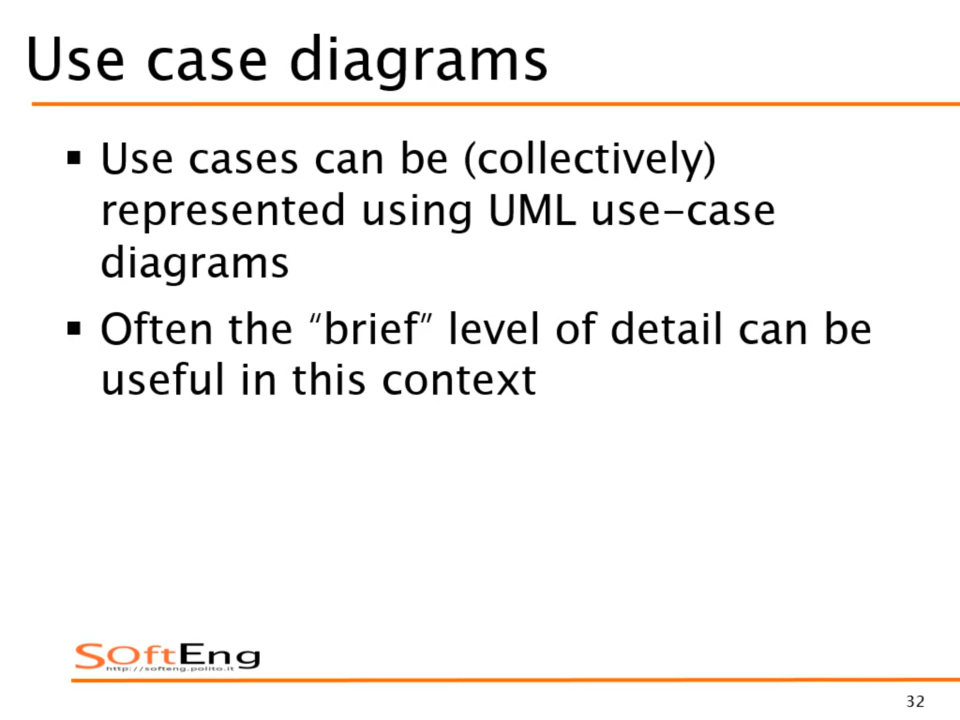 Use case diagrams
▪ Use cases can be (collectively)
represented using UML use-case
diagrams
▪ Often the “brief” level of detail can be
useful in this context
SOftEng
http://softeng.polito.it
32